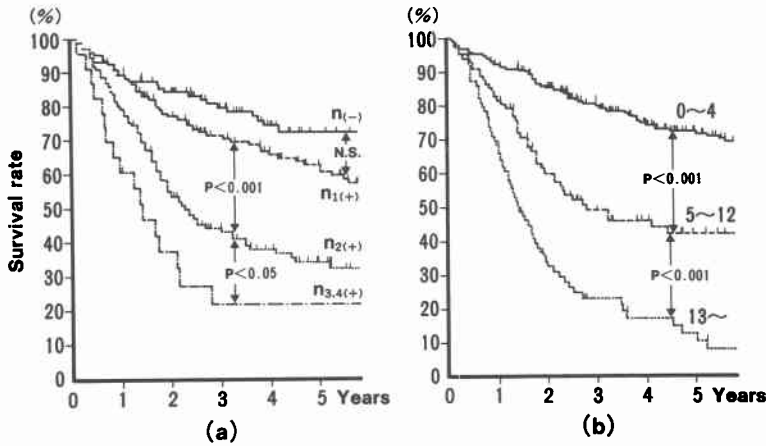 (%)
100
90
80
70
60
50
40
30
20
10
0
Survival rate
n(-)
N.S.
n1(+)
P<0.001
n2(+)
P<0.05
n3.4(+)
0 1 2 3 4 5 Years
(a)
(%)
100
90
80
70
60
50
40
30
20
10
0
0~4
P<0.001
5~12
P<0.001
13~
0 1 2 3 4 5 Years
(b)